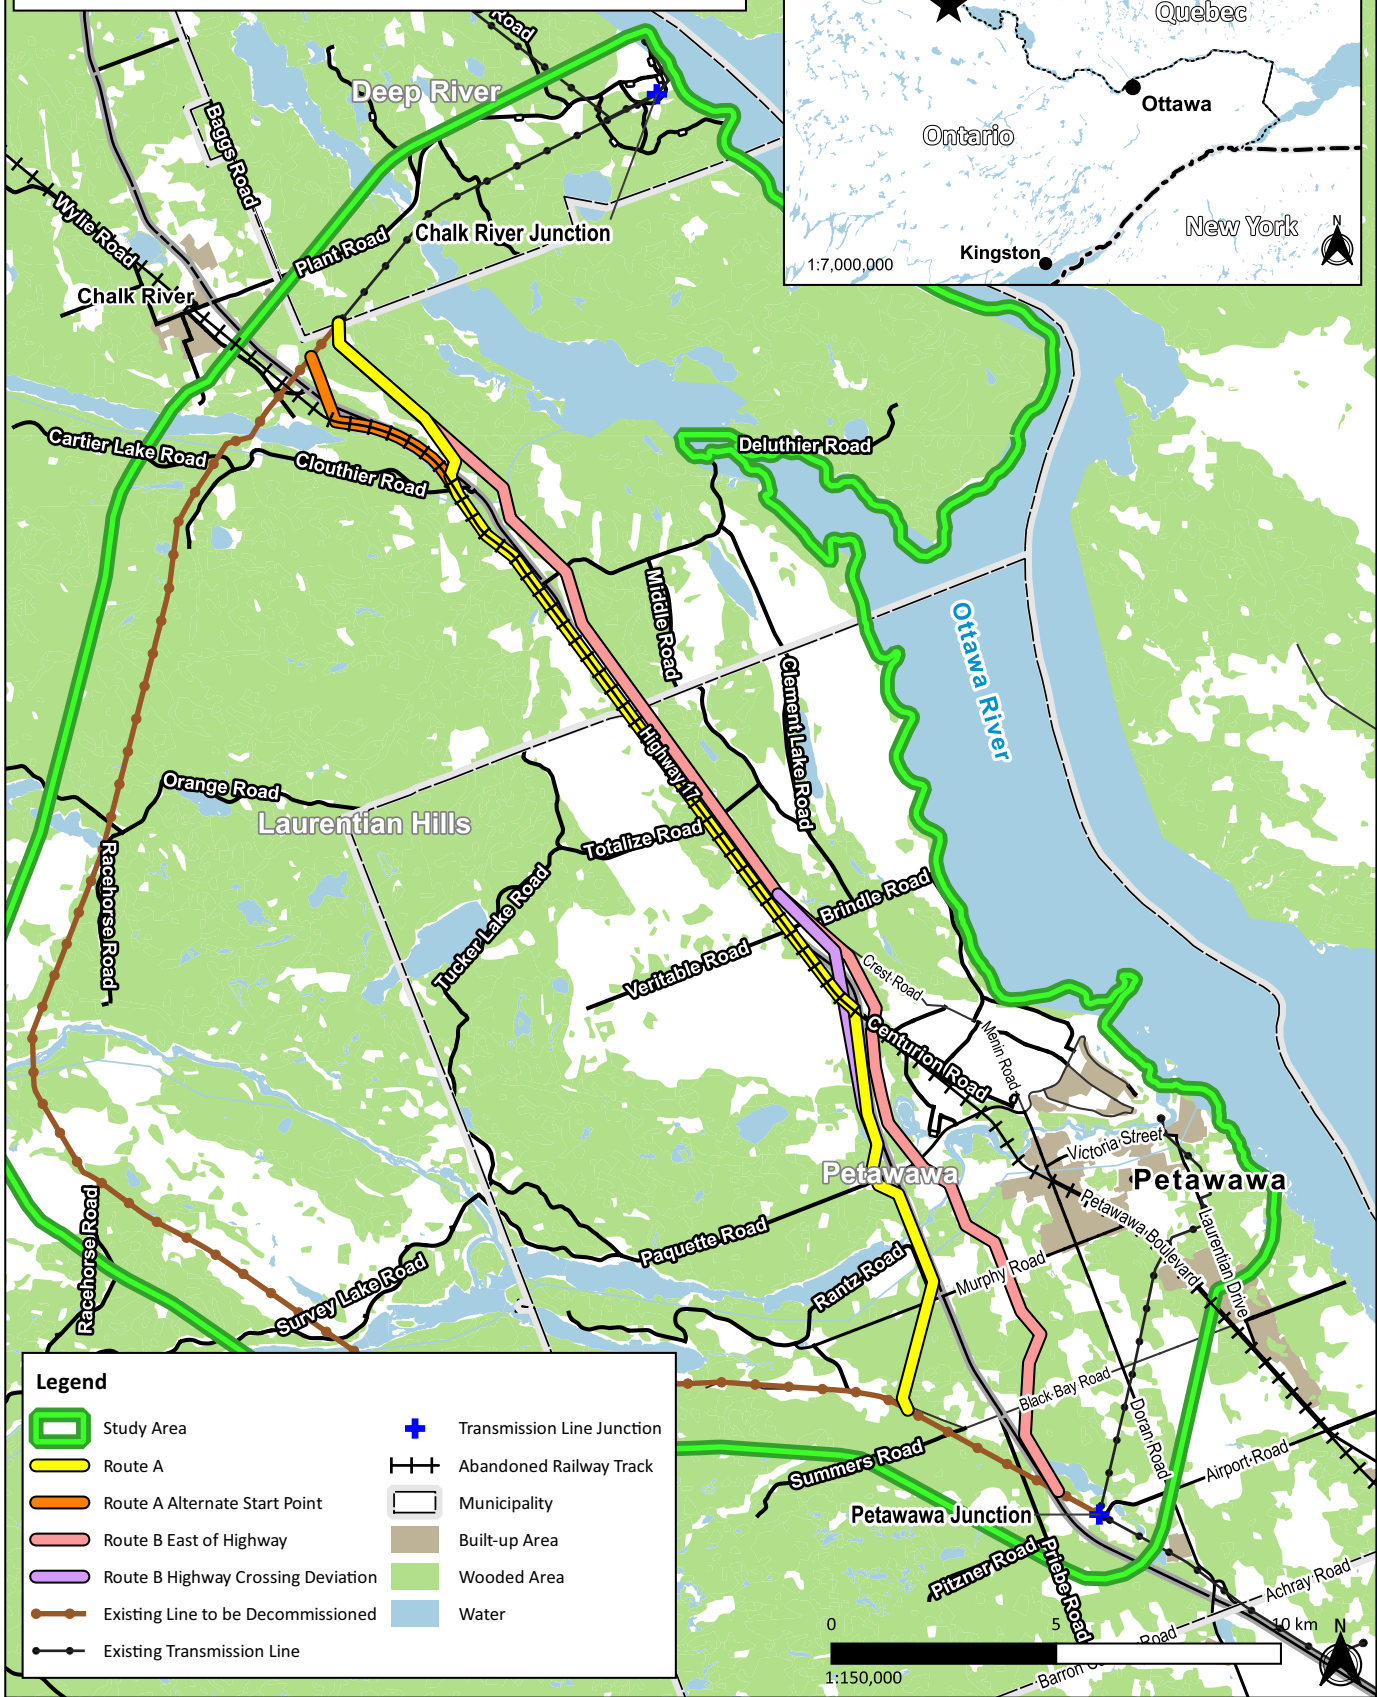 Road
Quebec
Ottawa
Ontario
New York
N
Kingston
1:7,000,000
Deep River
Baggs Road
Wylie Road
Plant Road
Chalk River Junction
Chalk River
Cartier Lake Road
Clouthier Road
Deluthier Road
Middle Road
Ottawa River
Clement Lake Road
Highway 17
Orange Road
Laurentian Hills
Totalize Road
Racehorse Road
Tucker Lake Road
Brindle Road
Veritable Road
Crest Road
Centurion Road
Menin Road
Victoria Street
Petawawa
Petawawa
Petawawa Boulevard
Laurentian Drive
Racehorse Road
Paquette Road
Survey Lake Road
Rantz Road
Murphy Road
Black Bay Road
Doran Road
Summers Road
Airport Road
Petawawa Junction
Pitzner Road
Priebe Road
Achray Road
Road
Legend
Study Area
Route A
Route A Alternate Start Point
Route B East of Highway
Route B Highway Crossing Deviation
Existing Line to be Decommissioned
Existing Transmission Line
Transmission Line Junction
Abandoned Railway Track
Municipality
Built-up Area
Wooded Area
Water
0 5 10 km
N
1:150,000